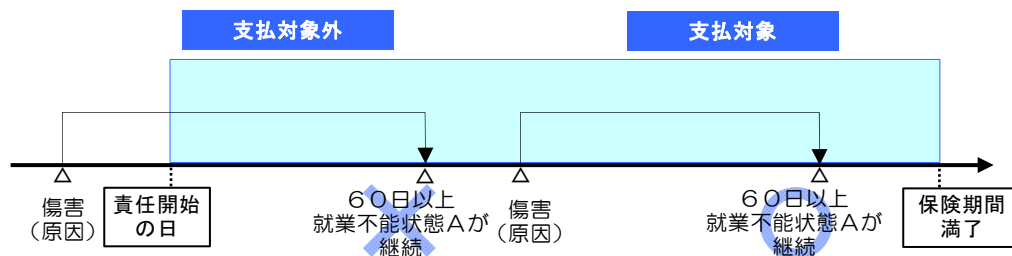 支払対象外
支払対象
傷害
(原因)
責任開始
の日
６０日以上
就業不能状態Ａが
継続
傷害
(原因)
６０日以上
就業不能状態Ａが
継続
保険期間
満了